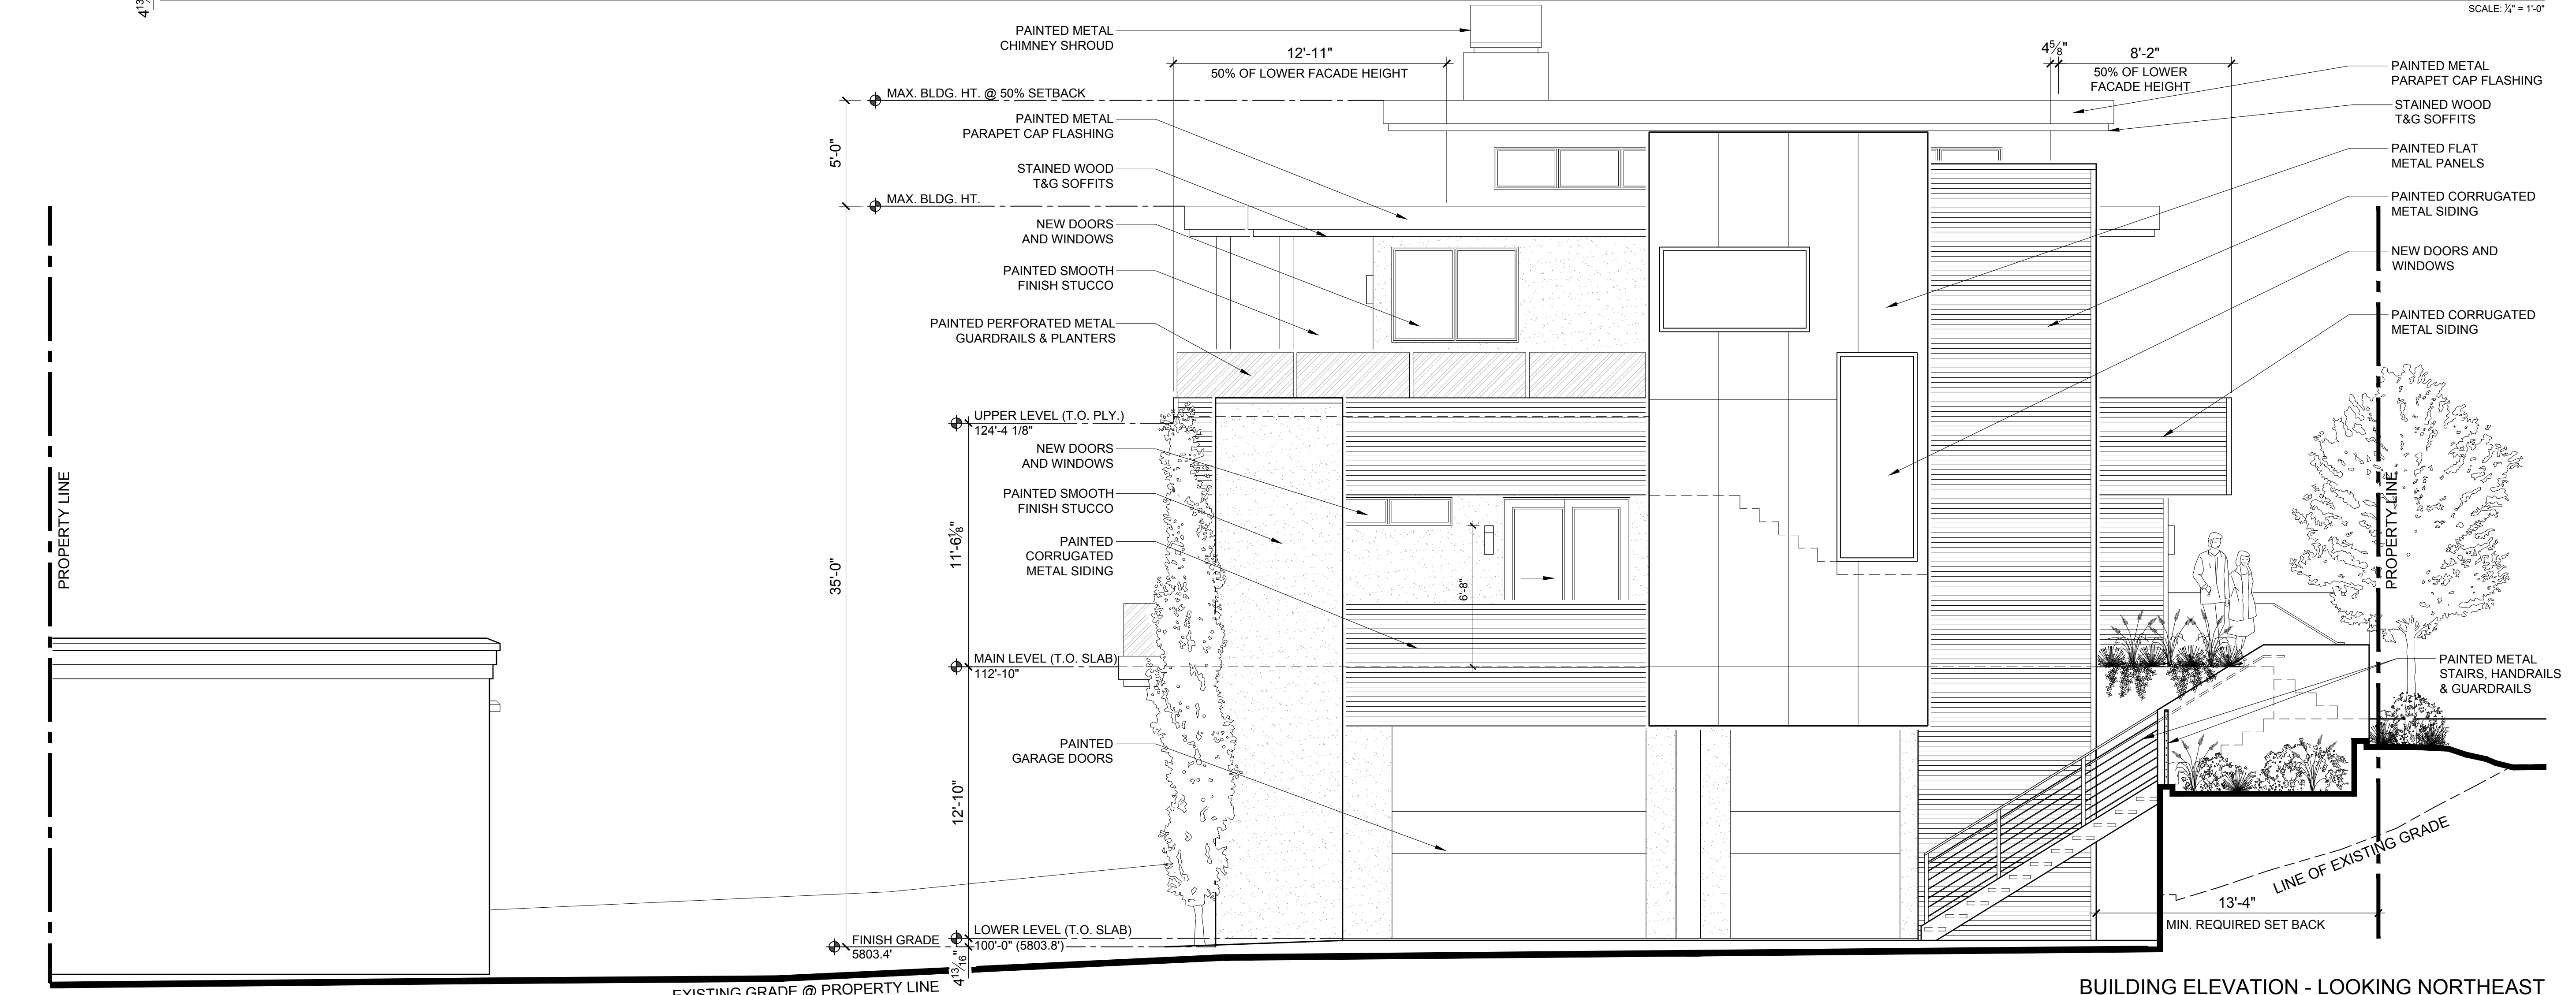 4 13/
SCALE: ¼" = 1'-0"
PAINTED METAL
CHIMNEY SHROUD
12'-11"
50% OF LOWER FACADE HEIGHT
4⅝"
8'-2"
50% OF LOWER
FACADE HEIGHT
PAINTED METAL
PARAPET CAP FLASHING
STAINED WOOD
T&G SOFFITS
PAINTED FLAT
METAL PANELS
PAINTED CORRUGATED
METAL SIDING
NEW DOORS AND
WINDOWS
PAINTED CORRUGATED
METAL SIDING
MAX. BLDG. HT. @ 50% SETBACK
PAINTED METAL
PARAPET CAP FLASHING
5'-0"
STAINED WOOD
T&G SOFFITS
MAX. BLDG. HT.
NEW DOORS
AND WINDOWS
PAINTED SMOOTH
FINISH STUCCO
PAINTED PERFORATED METAL
GUARDRAILS & PLANTERS
UPPER LEVEL (T.O. PLY.)
124'-4 1/8"
NEW DOORS
AND WINDOWS
PAINTED SMOOTH
FINISH STUCCO
PAINTED
CORRUGATED
METAL SIDING
PROPERTY LINE
35'-0"
11'-6⅛"
6'-8"
PROPERTY LINE
MAIN LEVEL (T.O. SLAB)
112'-10"
PAINTED METAL
STAIRS, HANDRAILS
& GUARDRAILS
PAINTED
GARAGE DOORS
12'-10"
LINE OF EXISTING GRADE
13'-4"
MIN. REQUIRED SET BACK
LOWER LEVEL (T.O. SLAB)
100'-0" (5803.8')
FINISH GRADE
5803.4'
4 13/16"
EXISTING GRADE @ PROPERTY LINE
BUILDING ELEVATION - LOOKING NORTHEAST